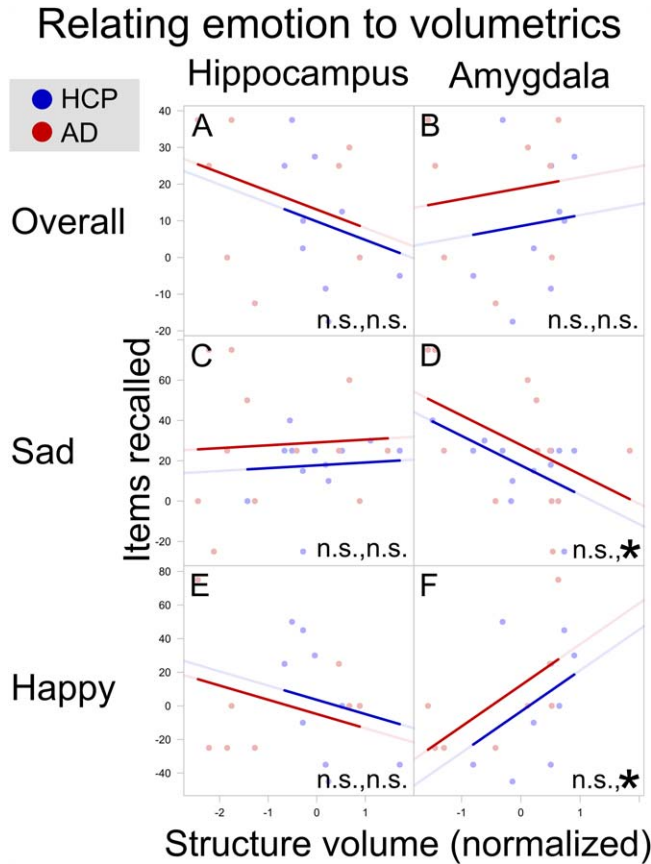 Relating emotion to volumetrics
Hippocampus Amygdala
HCP
AD
Overall
Sad
Happy
Items recalled
A
40
30
20
10
0
-10
-20
n.s.,n.s.
B
n.s.,n.s.
C
60
40
20
0
-20
n.s.,n.s.
D
n.s.,*
E
80
60
40
20
0
-20
-40
n.s.,n.s.
F
n.s.,*
-2 -1 0 1
-1 0 1
Structure volume (normalized)